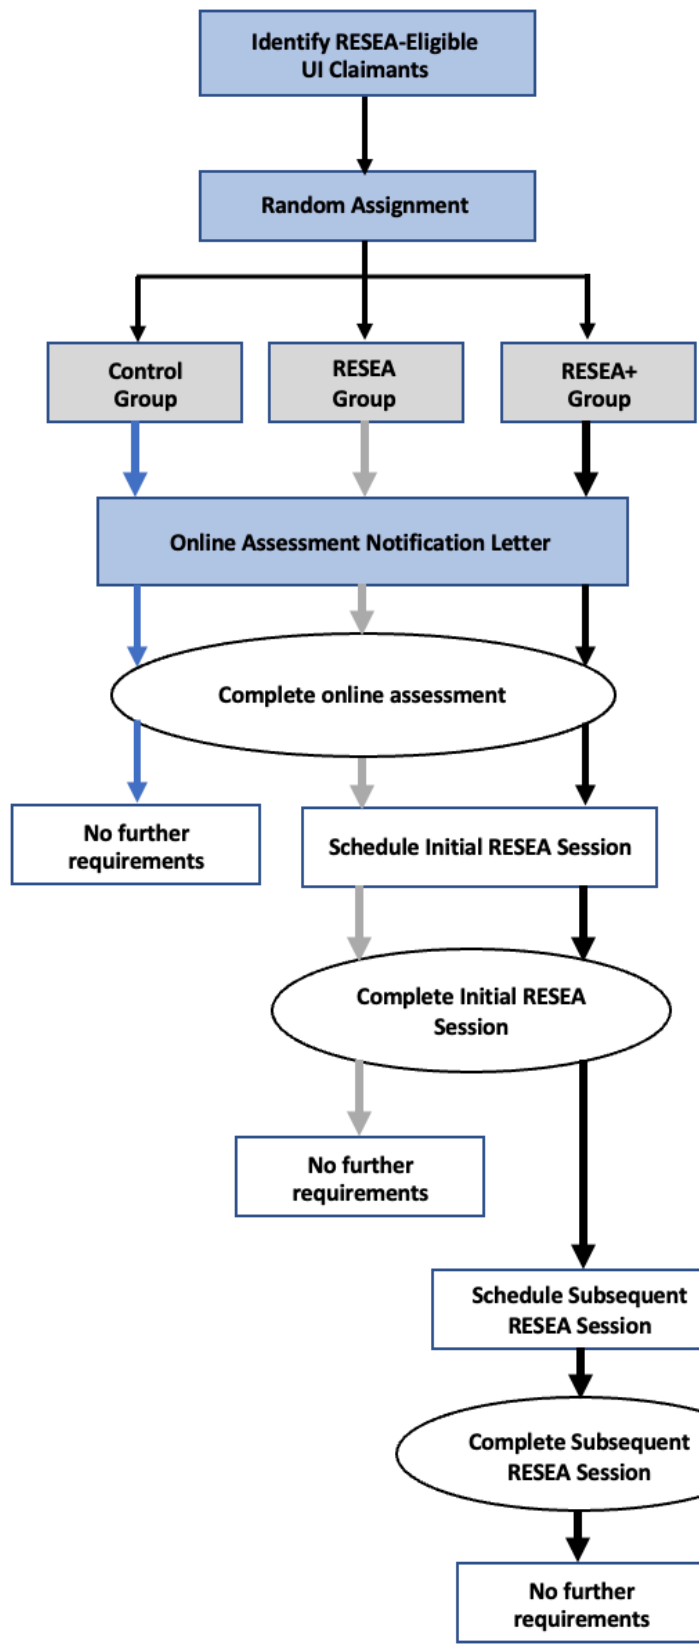 Identify RESEA-Eligible
UI Claimants
Random Assignment
Control
Group
RESEA
Group
RESEA+
Group
Online Assessment Notification Letter
Complete online assessment
No further
requirements
Schedule Initial RESEA Session
Complete Initial RESEA
Session
No further
requirements
Schedule Subsequent
RESEA Session
Complete Subsequent
RESEA Session
No further
requirements